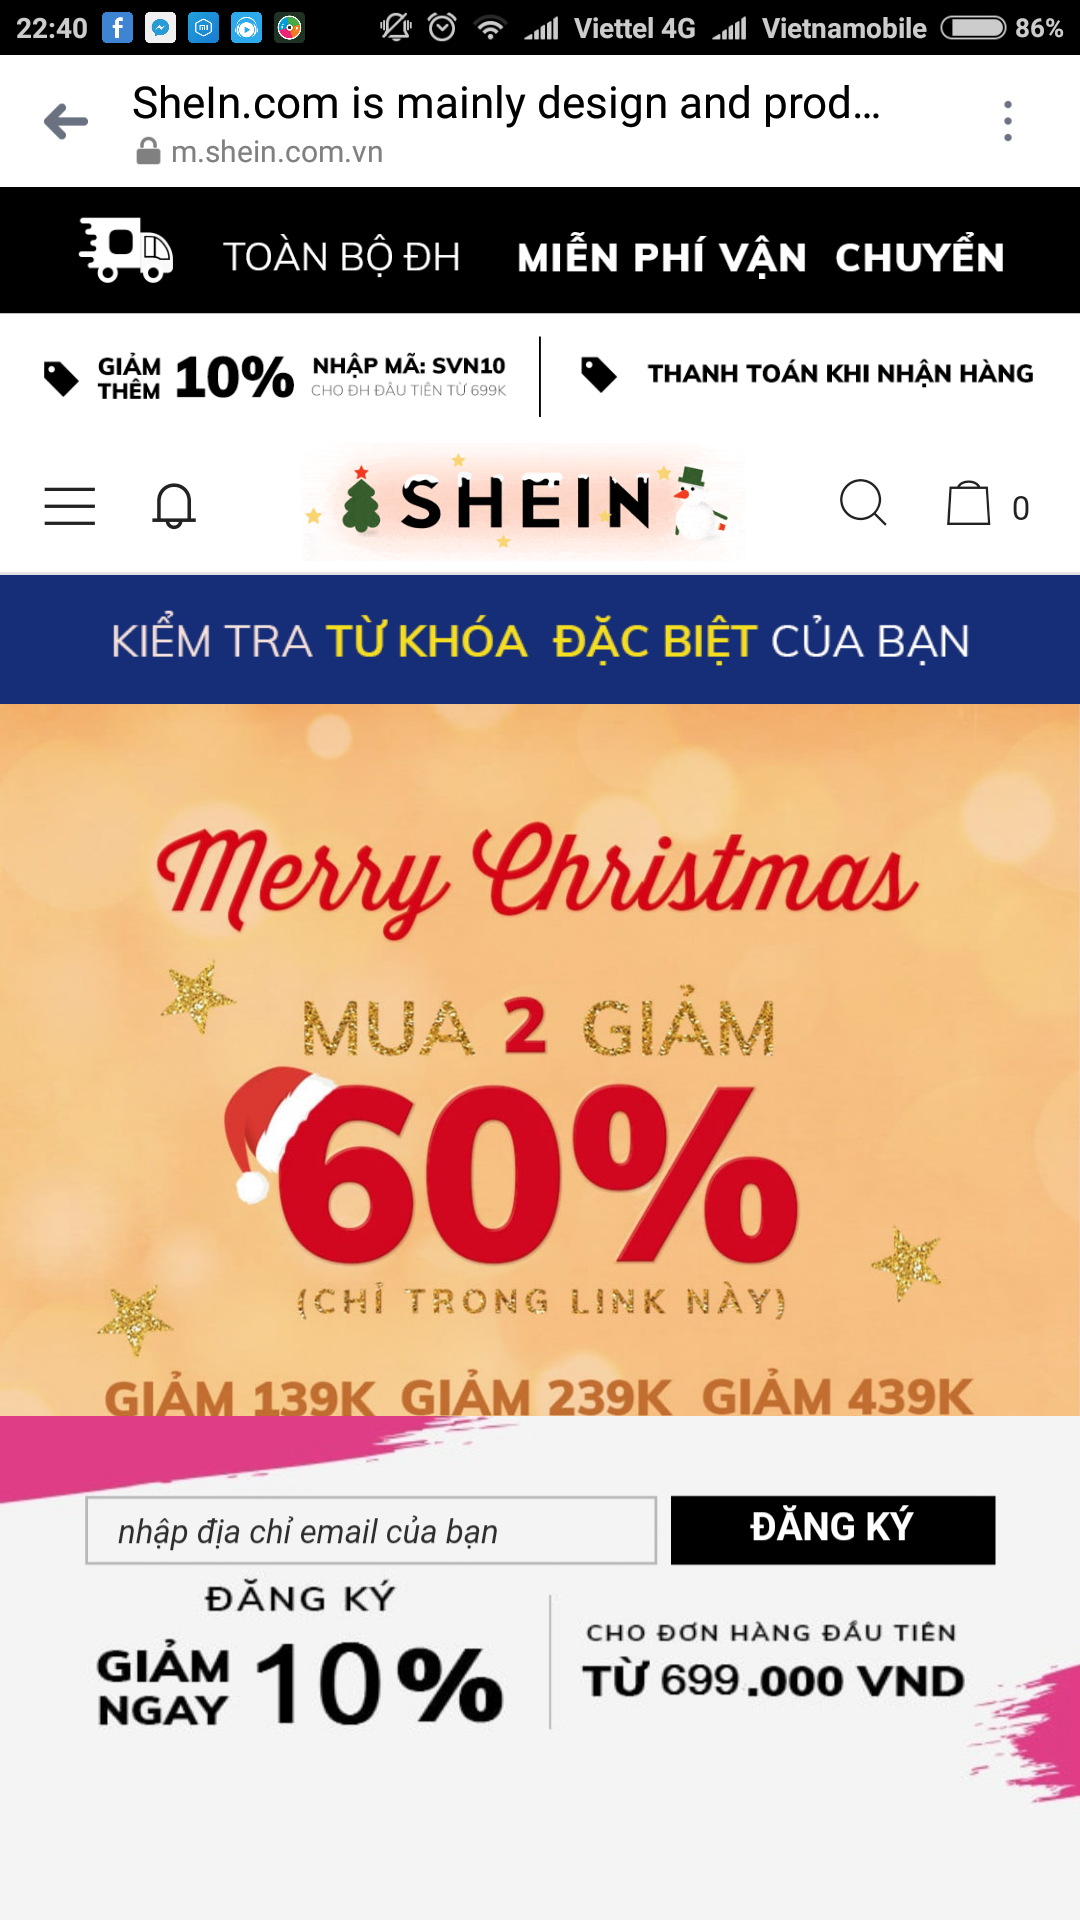 22:40 Viettel 4G Vietnamobile 86%
SheIn.com is mainly design and prod...
m.shein.com.vn
TOÀN BỘ ĐH MIỄN PHÍ VẬN CHUYỂN
GIẢM THÊM 10% NHẬP MÃ: SVN10
CHO ĐH ĐẦU TIÊN TỪ 699K
THANH TOÁN KHI NHẬN HÀNG
SHEIN
0
KIỂM TRA TỪ KHÓA ĐẶC BIỆT CỦA BẠN
Merry Christmas
MUA 2 GIẢM
60%
(CHỈ TRONG LINK NÀY)
GIẢM 139K GIẢM 239K GIẢM 439K
nhập địa chỉ email của bạn
ĐĂNG KÝ
ĐĂNG KÝ
GIẢM NGAY 10%
CHO ĐƠN HÀNG ĐẦU TIÊN
TỪ 699.000 VND